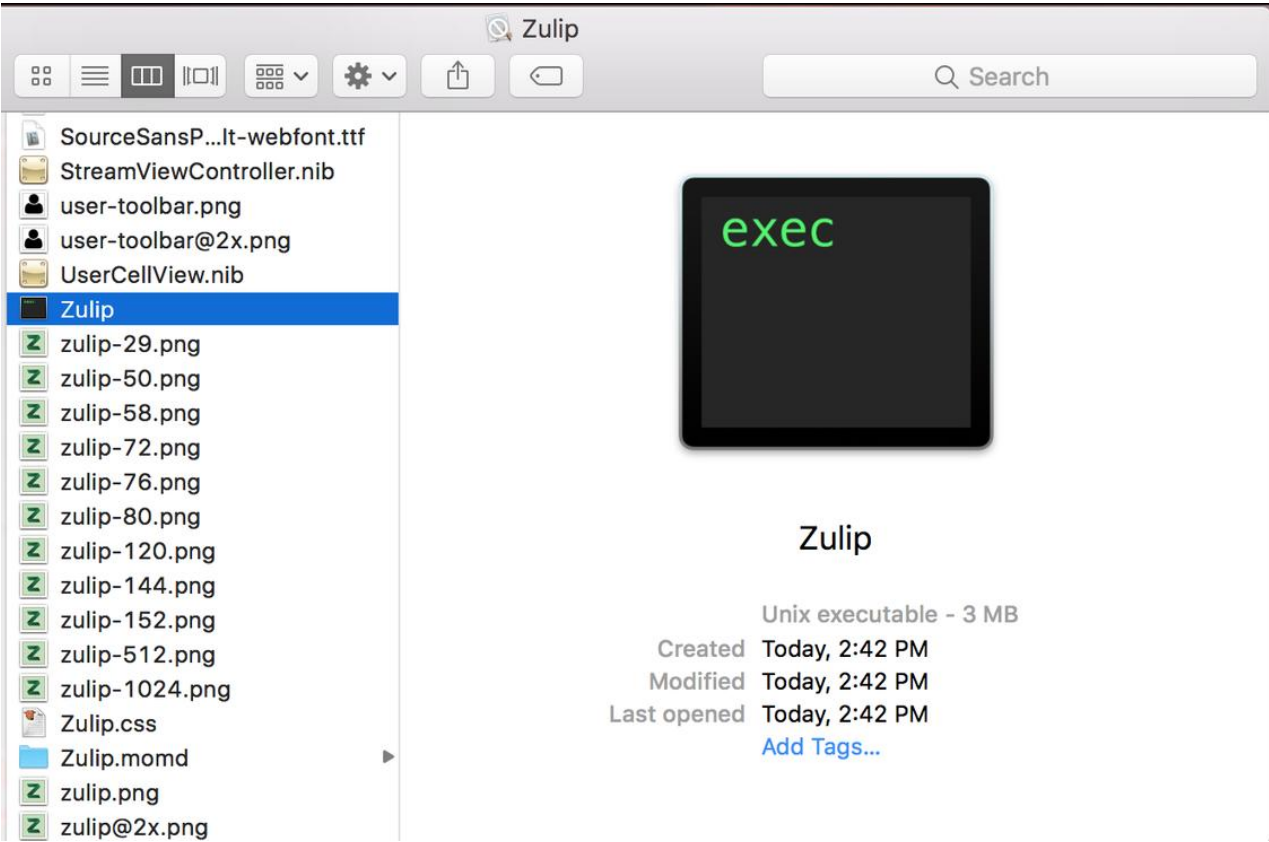 Zulip
Search
SourceSansP...lt-webfont.ttf
StreamViewController.nib
user-toolbar.png
user-toolbar@2x.png
UserCellView.nib
Zulip
zulip-29.png
zulip-50.png
zulip-58.png
zulip-72.png
zulip-76.png
zulip-80.png
zulip-120.png
zulip-144.png
zulip-152.png
zulip-512.png
zulip-1024.png
Zulip.css
Zulip.momd
zulip.png
zulip@2x.png
exec
Zulip
Unix executable - 3 MB
Created Today, 2:42 PM
Modified Today, 2:42 PM
Last opened Today, 2:42 PM
Add Tags...